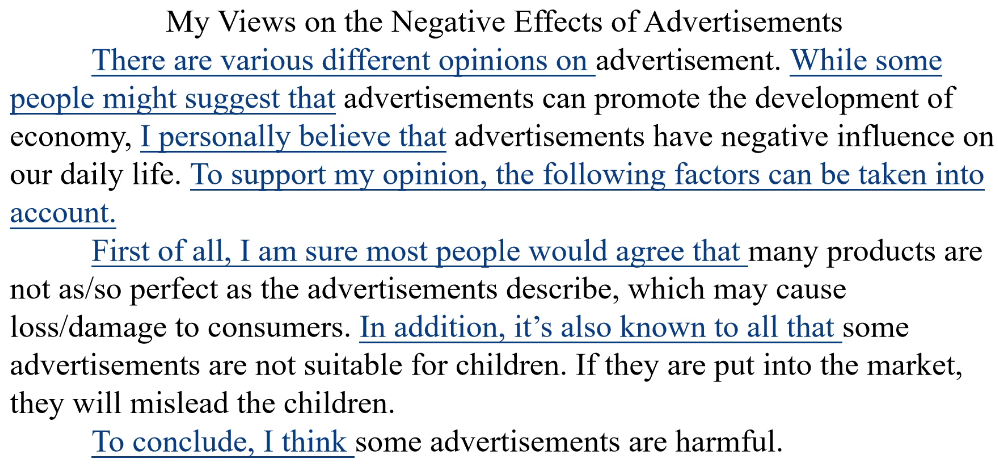 My Views on the Negative Effects of Advertisements
There are various different opinions on advertisement. While some
people might suggest that advertisements can promote the development of
economy, I personally believe that advertisements have negative influence on
our daily life. To support my opinion, the following factors can be taken into
account.
First of all, I am sure most people would agree that many products are
not as/so perfect as the advertisements describe, which may cause
loss/damage to consumers. In addition, it’s also known to all that some
advertisements are not suitable for children. If they are put into the market,
they will mislead the children.
To conclude, I think some advertisements are harmful.